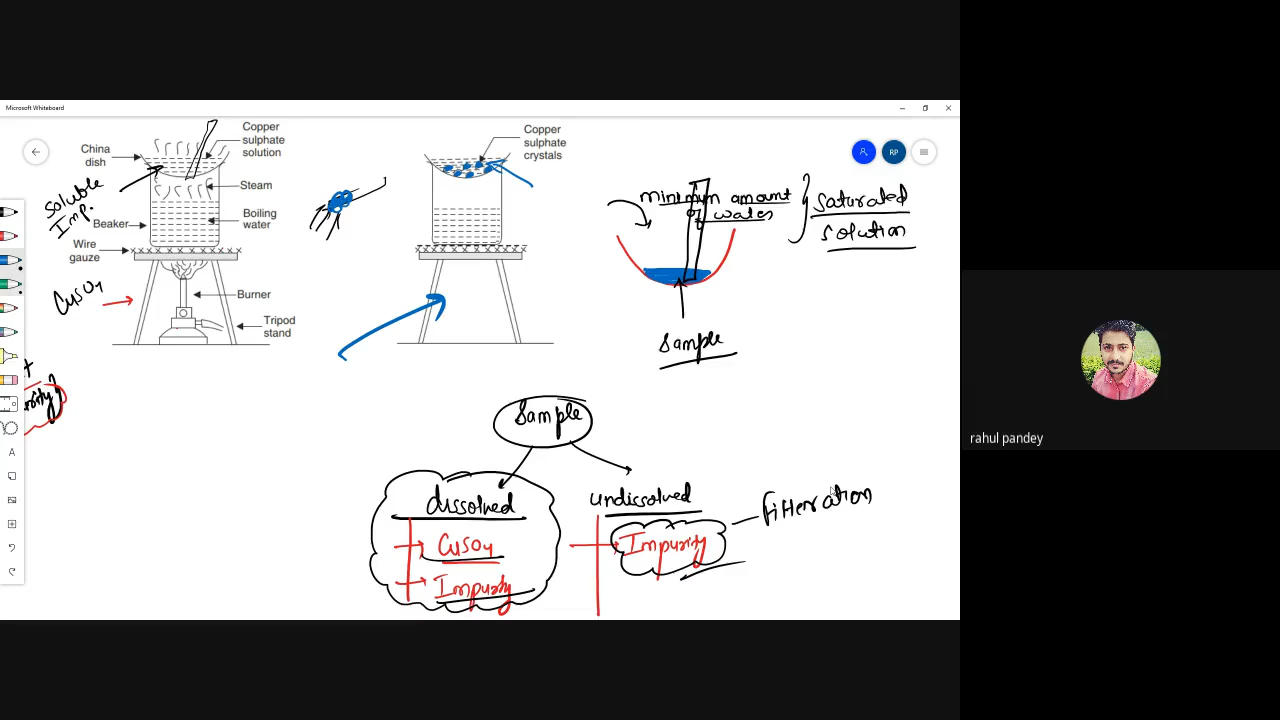 Microsoft Whiteboard
RP
China
dish
Copper
sulphate
solution
Steam
Soluble
Imp.
Beaker
Boiling
water
Wire
gauze
CuSO4
Burner
Tripod
stand
Copper
sulphate
crystals
minimum amount
of water
saturated
solution
Sample
Sample
dissolved
CuSO4
Impurity
undissolved
Impurity
A
rahul pandey